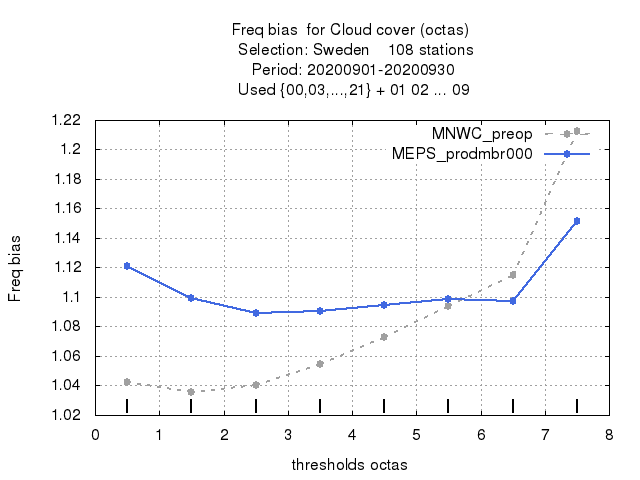 Freq bias  for Cloud cover (octas)
Selection: Sweden    108 stations
Period: 20200901-20200930
Used {00,03,...,21} + 01 02 ... 09
MNWC_preop
MEPS_prodmbr000
1.22
1.2
1.18
1.16
1.14
1.12
1.1
1.08
1.06
1.04
1.02
Freq bias
0 1 2 3 4 5 6 7 8
thresholds octas